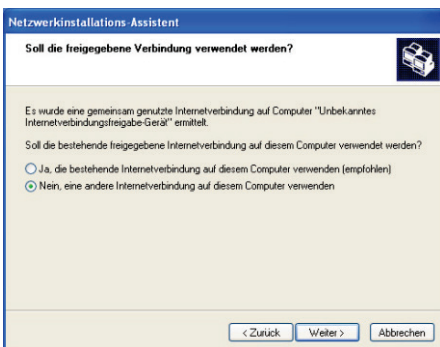 Netzwerkinstallations-Assistent
Soll die freigegebene Verbindung verwendet werden?
Es wurde eine gemeinsam genutzte Internetverbindung auf Computer "Unbekanntes
Internetverbindungsfreigabe-Gerät" ermittelt.
Soll die bestehende freigegebene Internetverbindung auf diesem Computer verwendet werden?
Ja, die bestehende Internetverbindung auf diesem Computer verwenden (empfohlen)
Nein, eine andere Internetverbindung auf diesem Computer verwenden
< Zurück Weiter > Abbrechen